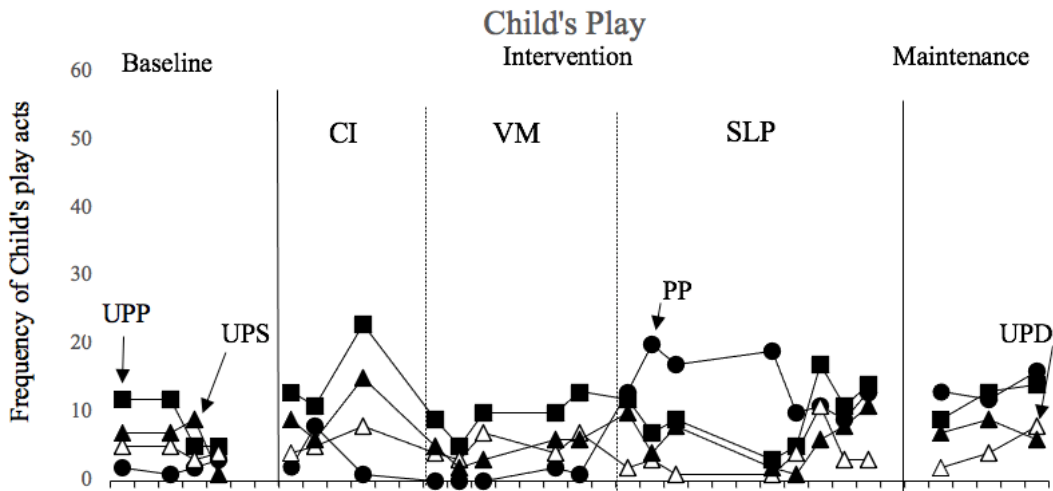 Child's Play
Baseline
Intervention
Maintenance
CI
VM
SLP
Frequency of Child's play acts
60
50
40
30
20
10
0
UPP
UPS
PP
UPD